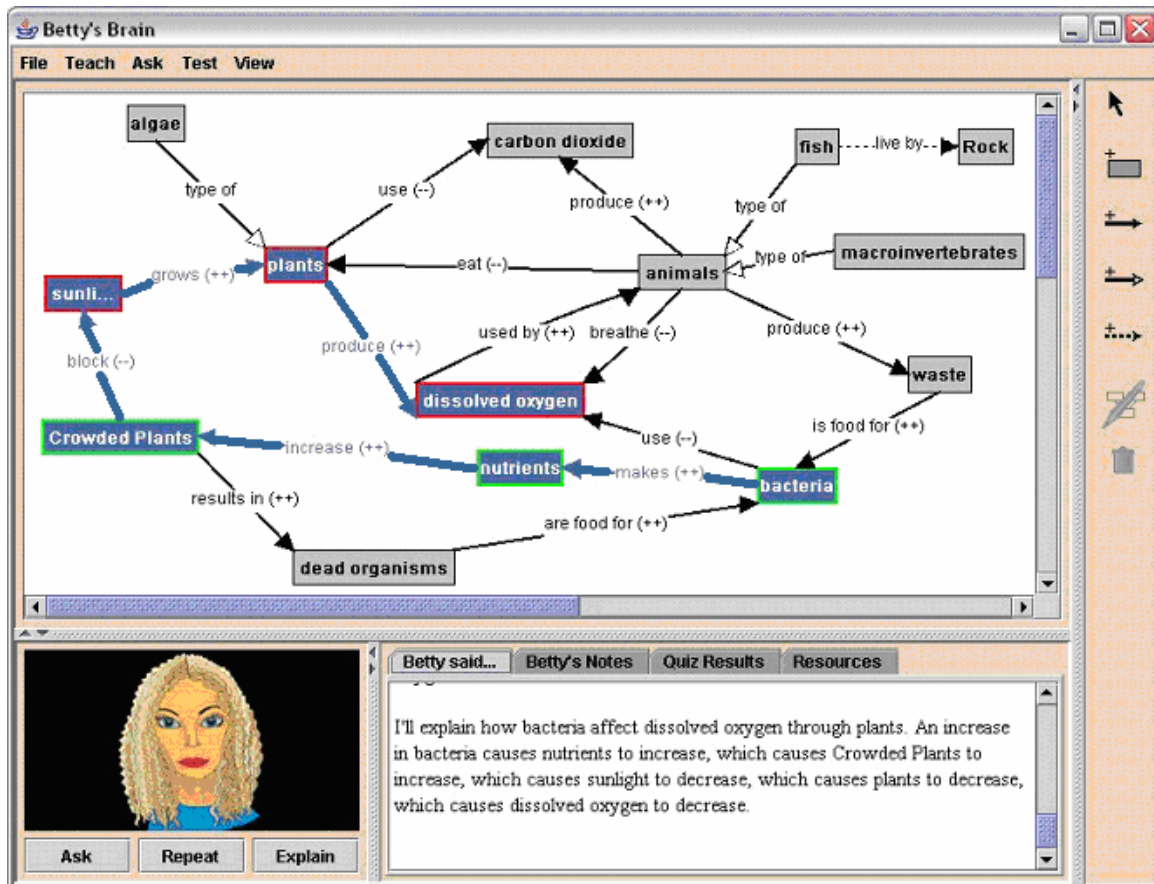 Betty's Brain
File Teach Ask Test View
algae
carbon dioxide
fish
live by
Rock
type of
use (--)
produce (++)
type of
macroinvertebrates
plants
grows (++)
eat (--)
animals
type of
sunli...
used by (++)
breathe (--)
produce (++)
block (--)
produce (++)
waste
dissolved oxygen
is food for (++)
Crowded Plants
increase (++)
nutrients
makes (++)
use (--)
bacteria
results in (++)
are food for (++)
dead organisms
Betty said... Betty's Notes Quiz Results Resources
I'll explain how bacteria affect dissolved oxygen through plants. An increase
in bacteria causes nutrients to increase, which causes Crowded Plants to
increase, which causes sunlight to decrease, which causes plants to decrease,
which causes dissolved oxygen to decrease.
Ask Repeat Explain